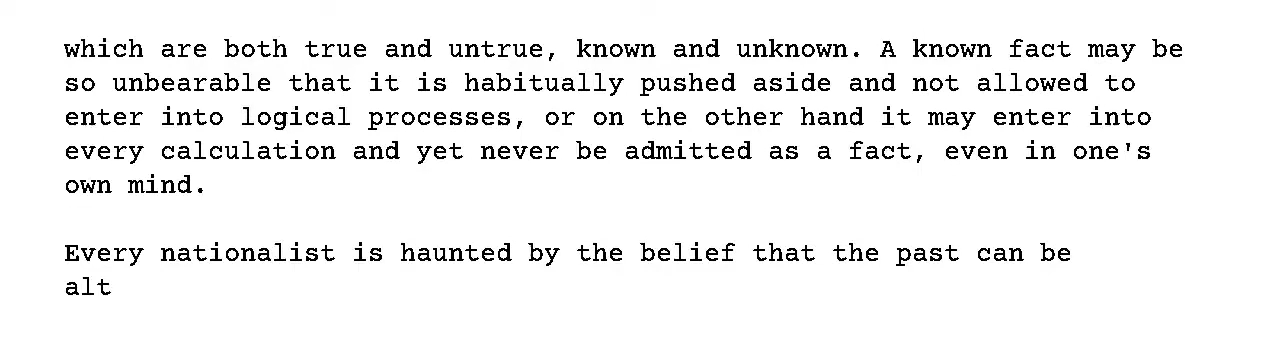 which are both true and untrue, known and unknown. A known fact may be
so unbearable that it is habitually pushed aside and not allowed to
enter into logical processes, or on the other hand it may enter into
every calculation and yet never be admitted as a fact, even in one's
own mind.

Every nationalist is haunted by the belief that the past can be
alt